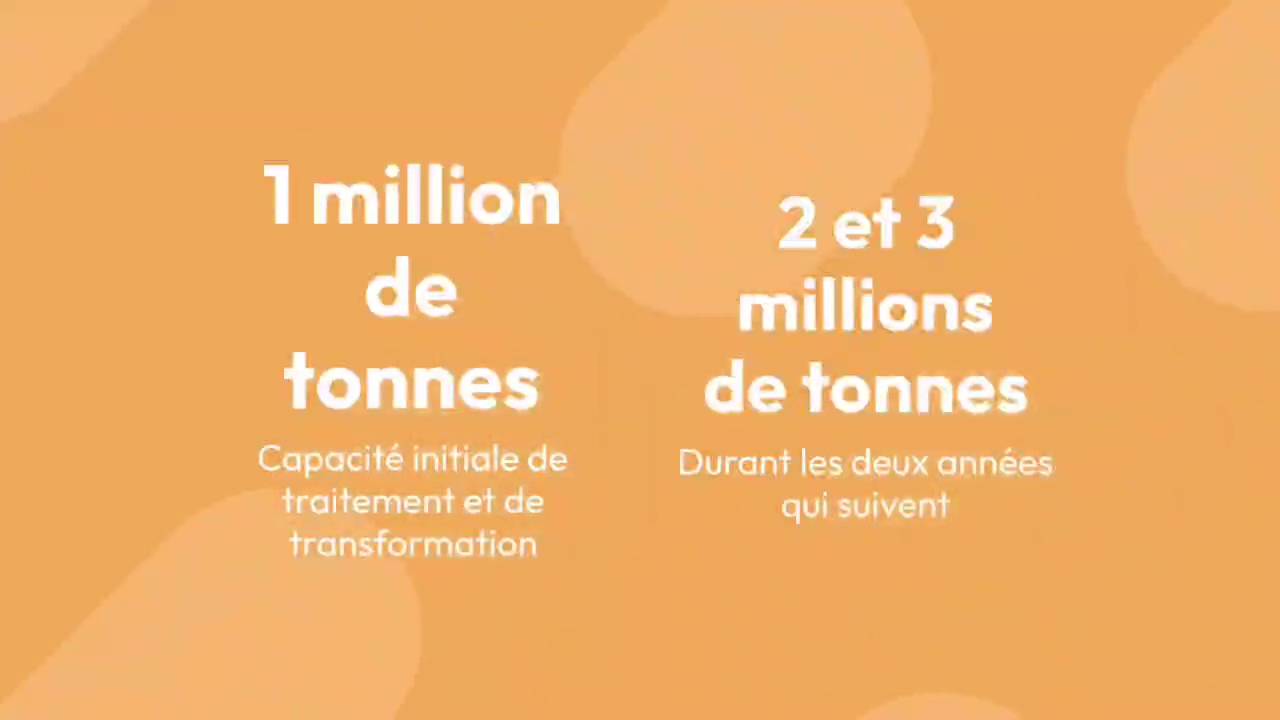 1 million
de
tonnes
Capacité initiale de
traitement et de
transformation
2 et 3
millions
de tonnes
Durant les deux années
qui suivent